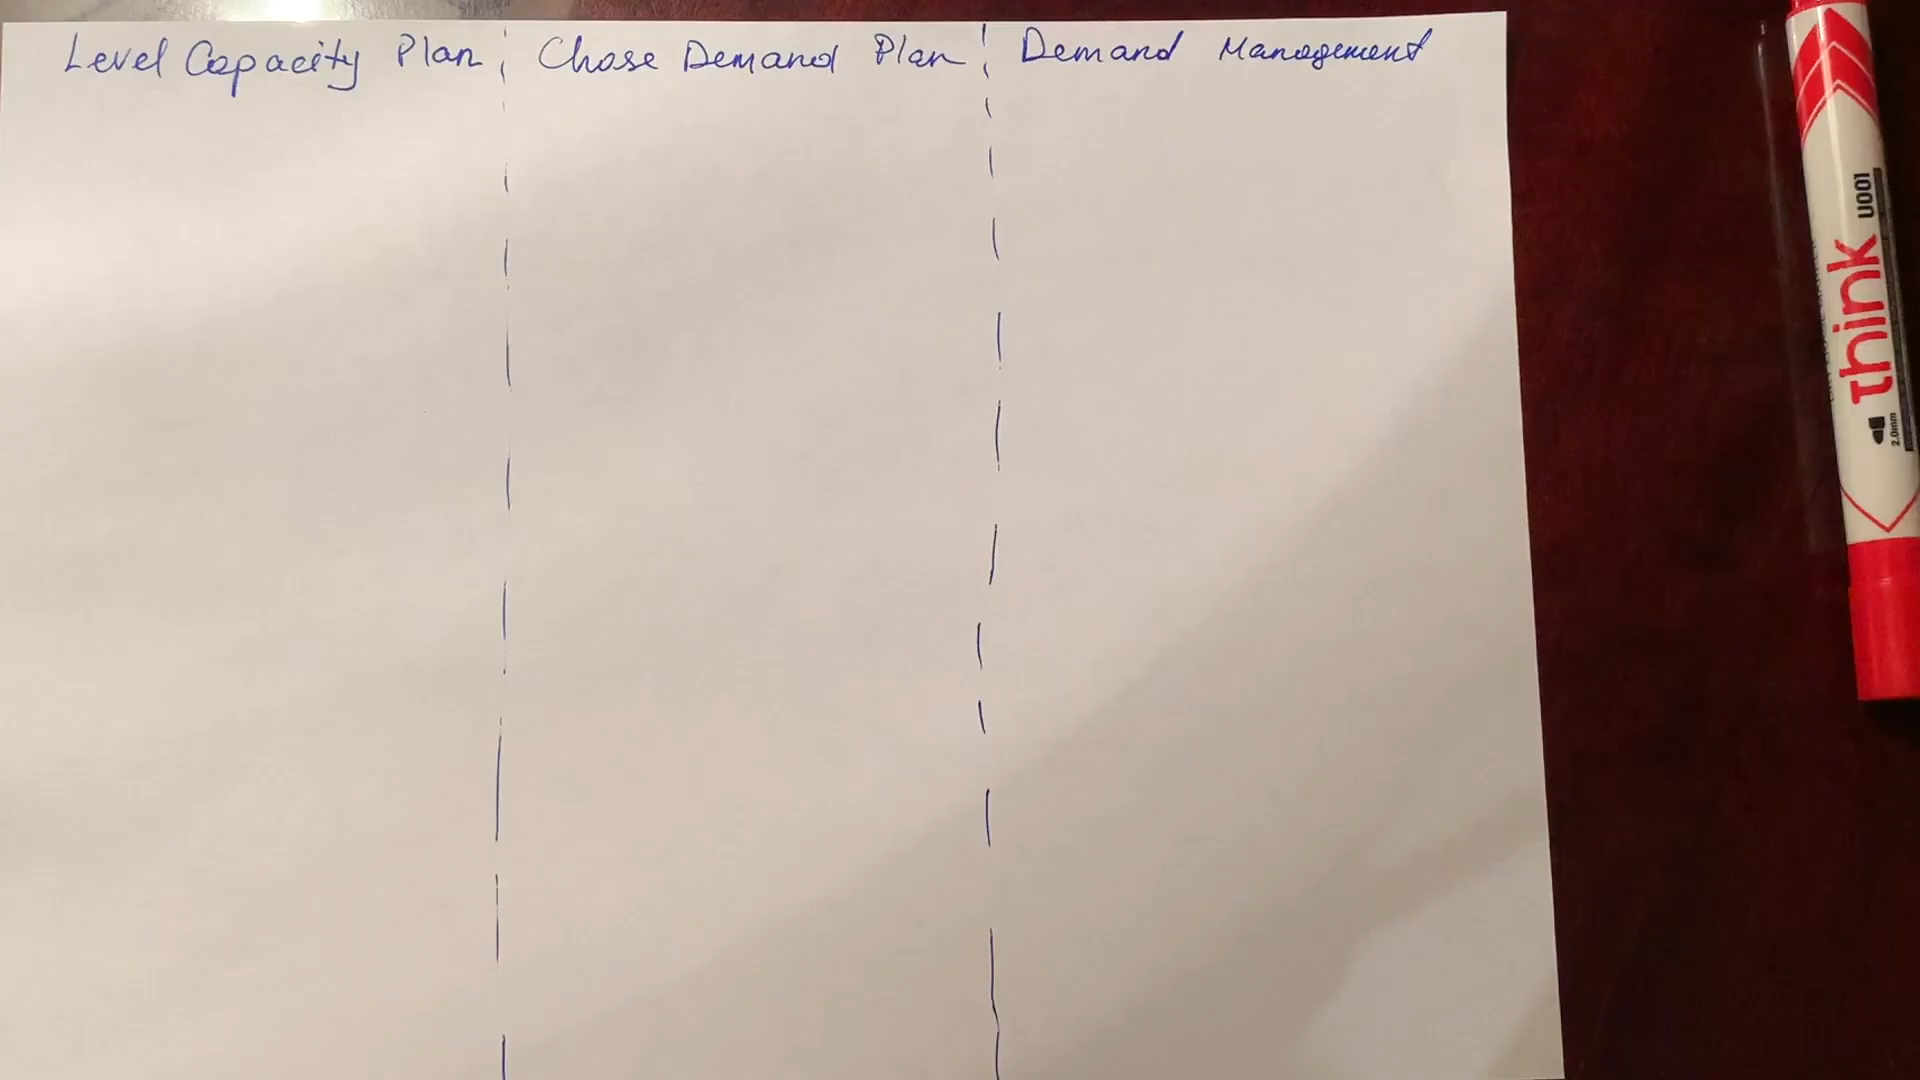 Level Capacity Plan Chase Demand Plan Demand Management
think U001
2.0mm